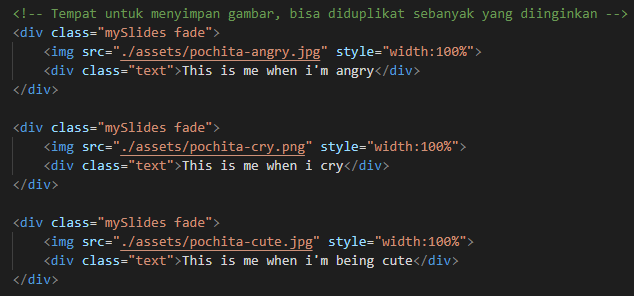 <!-- Tempat untuk menyimpan gambar, bisa diduplikat sebanyak yang diinginkan -->
<div class="mySlides fade">
    <img src="./assets/pochita-angry.jpg" style="width:100%">
    <div class="text">This is me when i'm angry</div>
</div>

<div class="mySlides fade">
    <img src="./assets/pochita-cry.png" style="width:100%">
    <div class="text">This is me when i cry</div>
</div>

<div class="mySlides fade">
    <img src="./assets/pochita-cute.jpg" style="width:100%">
    <div class="text">This is me when i'm being cute</div>
</div>